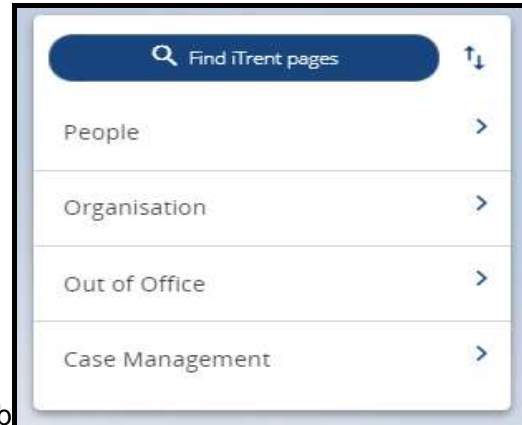 Find iTrent pages
People
Organisation
Out of Office
Case Management
b